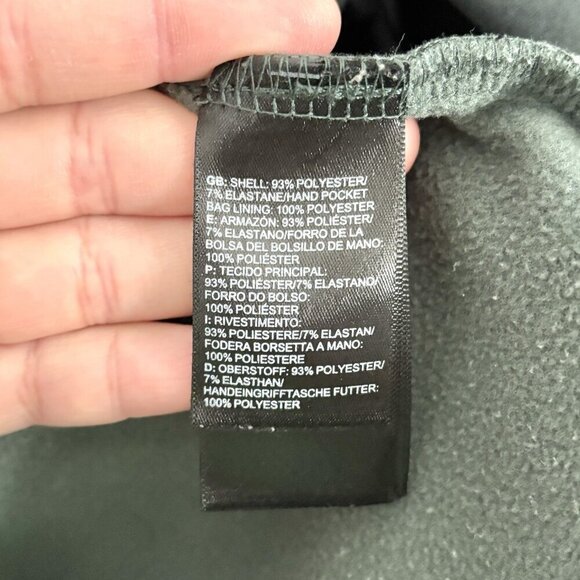 GB: SHELL: 93% POLYESTER/
7% ELASTANE/HAND POCKET
BAG LINING: 100% POLYESTER
E: ARMAZÓN: 93% POLIÉSTER/
7% ELASTANO/FORRO DE LA
BOLSA DEL BOLSILLO DE MANO:
100% POLIÉSTER
P: TECIDO PRINCIPAL:
93% POLIÉSTER/7% ELASTANO/
FORRO DO BOLSO:
100% POLIÉSTER
I: RIVESTIMENTO:
93% POLIESTERE/7% ELASTAN/
FODERA BORSETTA A MANO:
100% POLIESTERE
D: OBERSTOFF: 93% POLYESTER/
7% ELASTHAN/
HANDEINGRIFFTASCHE FUTTER:
100% POLYESTER